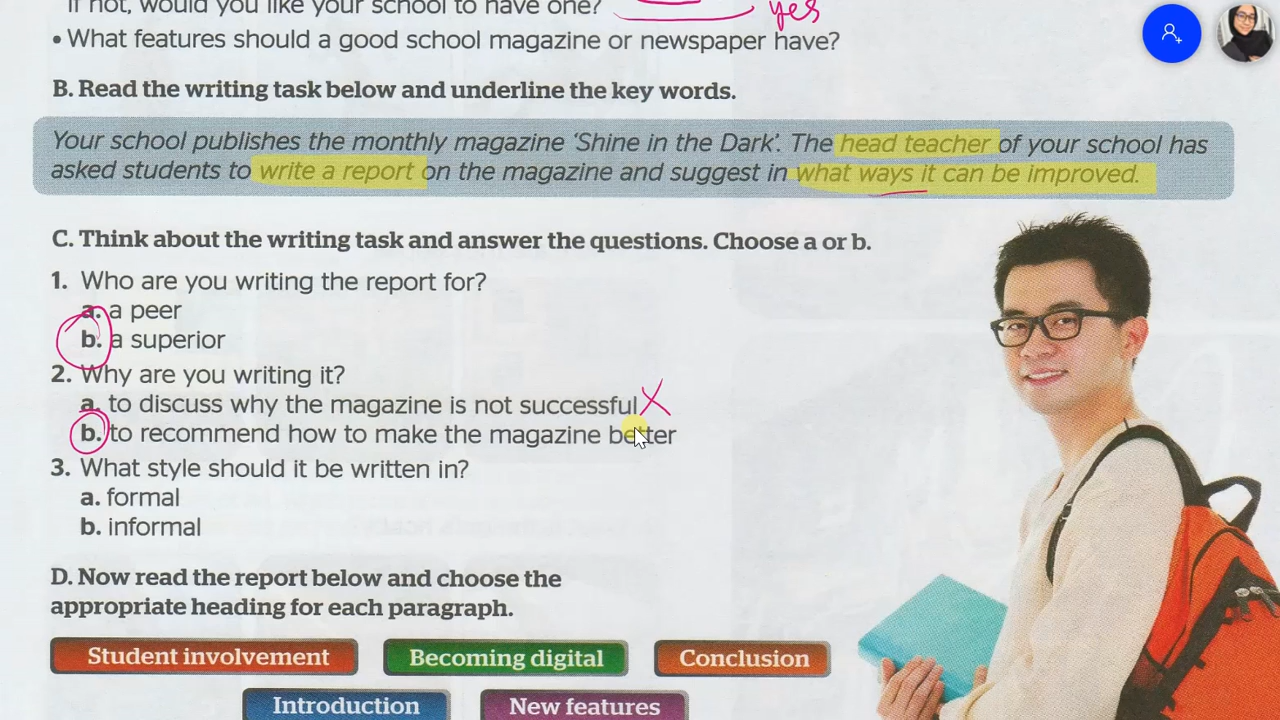 if not, would you like your school to have one? yes
• What features should a good school magazine or newspaper have?
B. Read the writing task below and underline the key words.
Your school publishes the monthly magazine ‘Shine in the Dark’. The head teacher of your school has
asked students to write a report on the magazine and suggest in what ways it can be improved.
C. Think about the writing task and answer the questions. Choose a or b.
1. Who are you writing the report for?
a. a peer
b. a superior
2. Why are you writing it?
a. to discuss why the magazine is not successful X
b. to recommend how to make the magazine better
3. What style should it be written in?
a. formal
b. informal
D. Now read the report below and choose the
appropriate heading for each paragraph.
Student involvement Becoming digital Conclusion
Introduction New features